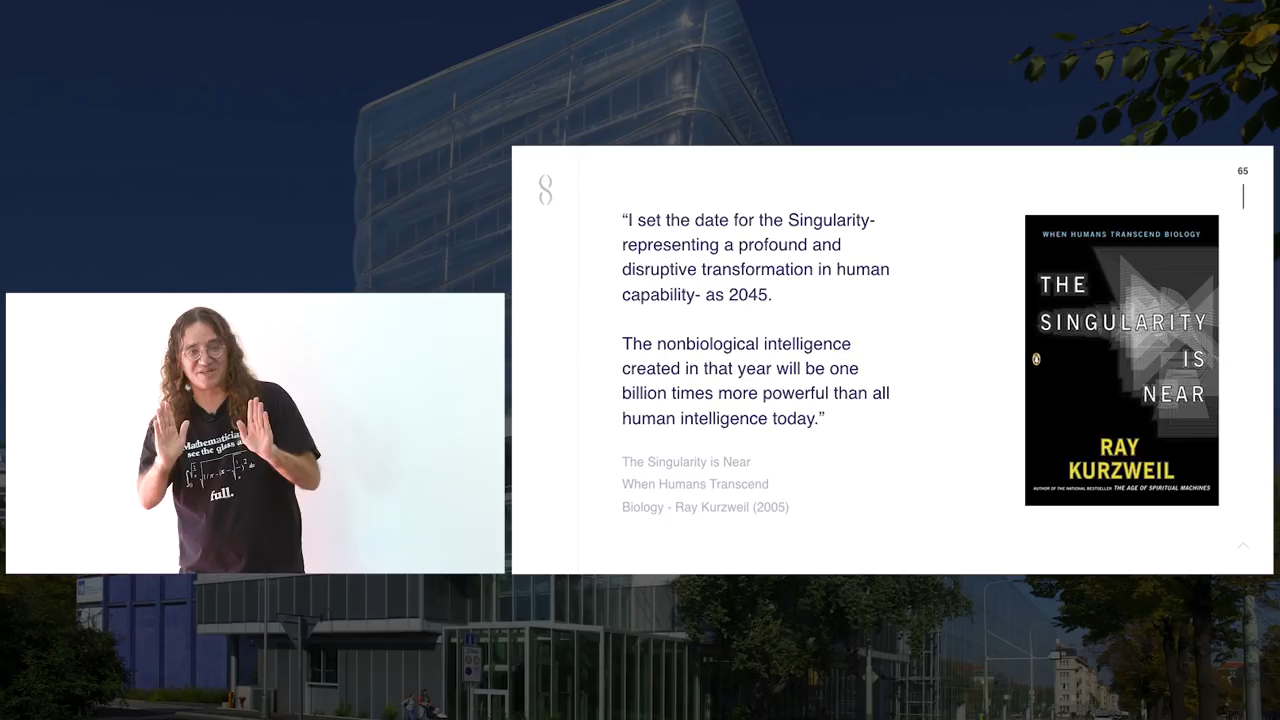 65
“I set the date for the Singularity-
representing a profound and
disruptive transformation in human
capability- as 2045.
The nonbiological intelligence
created in that year will be one
billion times more powerful than all
human intelligence today.”
The Singularity is Near
When Humans Transcend
Biology - Ray Kurzweil (2005)
WHEN HUMANS TRANSCEND BIOLOGY
THE
SINGULARITY
IS
NEAR
RAY
KURZWEIL
AUTHOR OF THE NATIONAL BESTSELLER THE AGE OF SPIRITUAL MACHINES
see the glass
full.